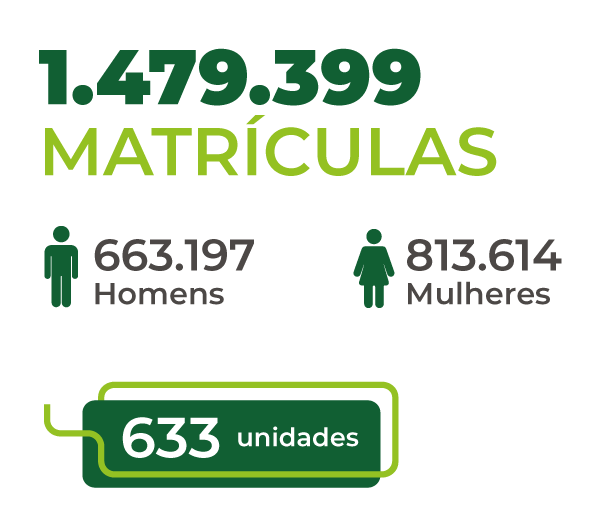 1.479.399
MATRÍCULAS
663.197
Homens
813.614
Mulheres
633 unidades